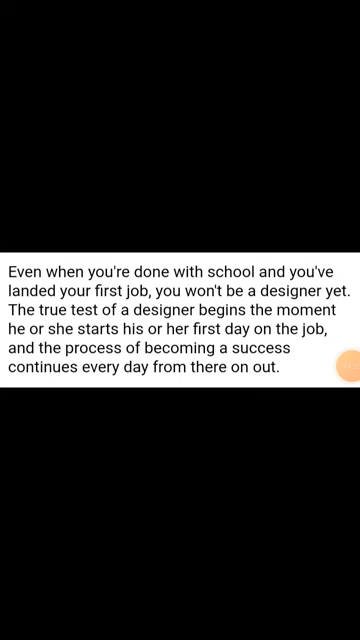 Even when you're done with school and you've
landed your first job, you won't be a designer yet.
The true test of a designer begins the moment
he or she starts his or her first day on the job,
and the process of becoming a success
continues every day from there on out.